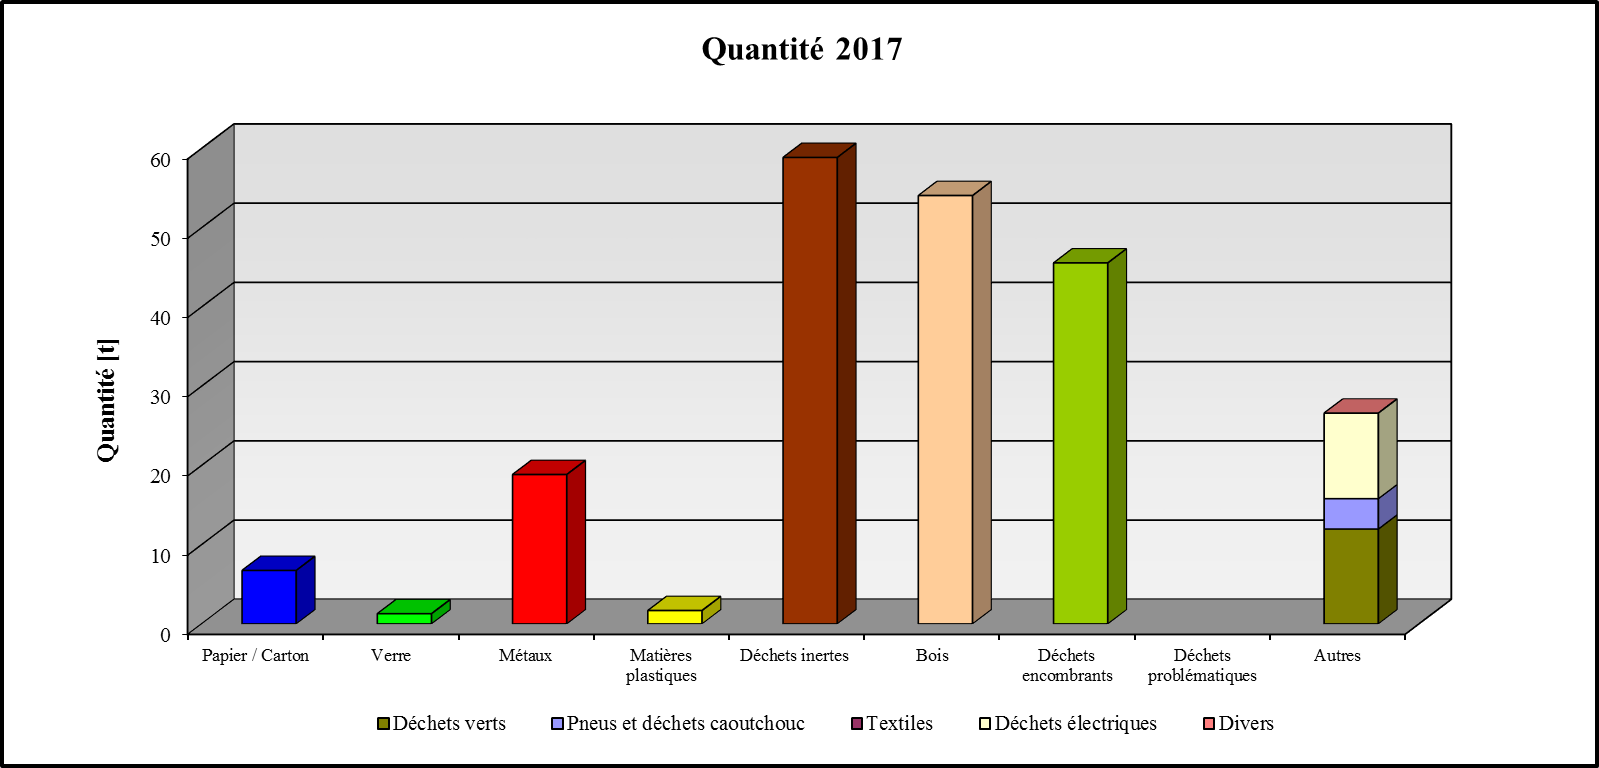 Quantité 2017
Quantité [t]
60
50
40
30
20
10
0
Papier / Carton
Verre
Métaux
Matières
plastiques
Déchets inertes
Bois
Déchets
encombrants
Déchets
problématiques
Autres
Déchets verts
Pneus et déchets caoutchouc
Textiles
Déchets électriques
Divers